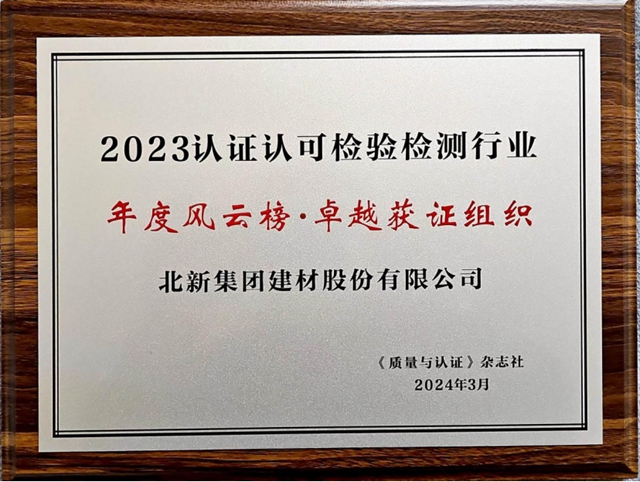 2023认证认可检验检测行业
年度风云榜·卓越获证组织
北新集团建材股份有限公司
《质量与认证》杂志社
2024年3月